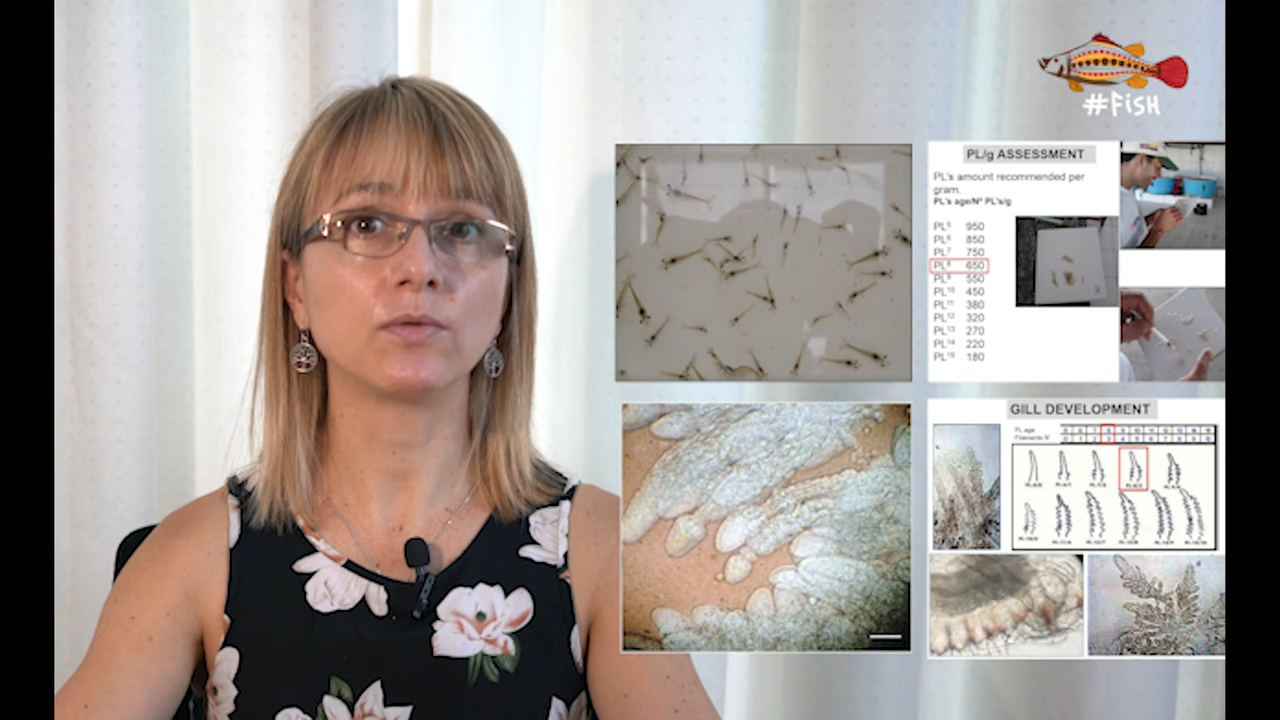 #FiSH
PL/g ASSESSMENT
PL's amount recommended per
gram.
PL's age/Nº PL's/g
PL⁵ 950
PL⁶ 850
PL⁷ 750
PL⁸ 650
PL⁹ 550
PL¹⁰ 450
PL¹¹ 380
PL¹² 320
PL¹³ 270
PL¹⁴ 220
PL¹⁵ 180
GILL DEVELOPMENT
PL age
Filaments Nº